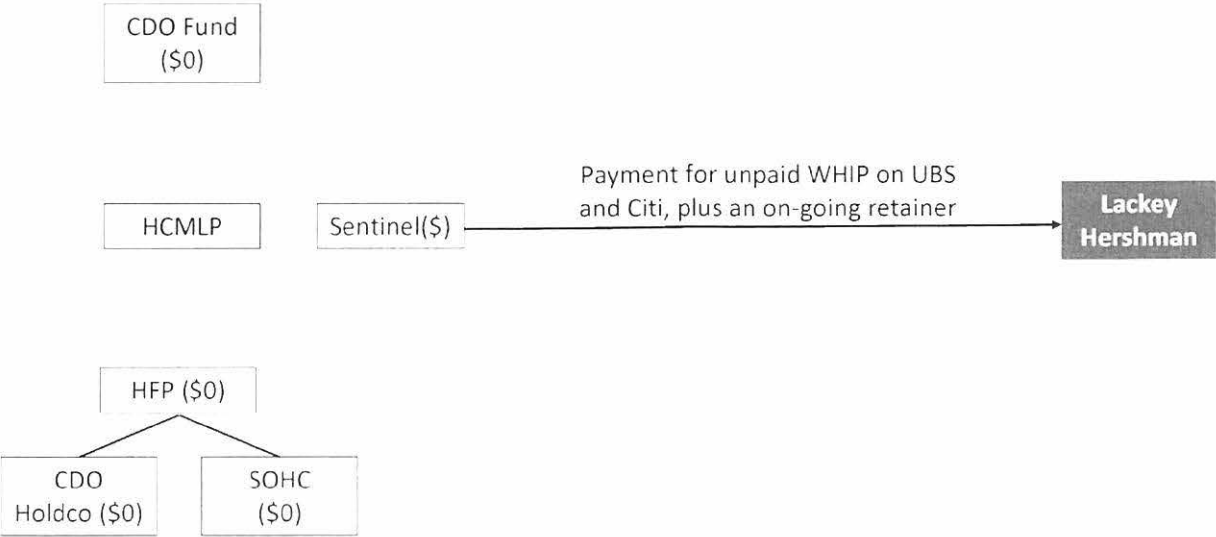 CDO Fund
($0)
Payment for unpaid WHIP on UBS
and Citi, plus an on-going retainer
HCMLP
Sentinel($)
Lackey
Hershman
HFP ($0)
CDO
Holdco ($0)
SOHC
($0)